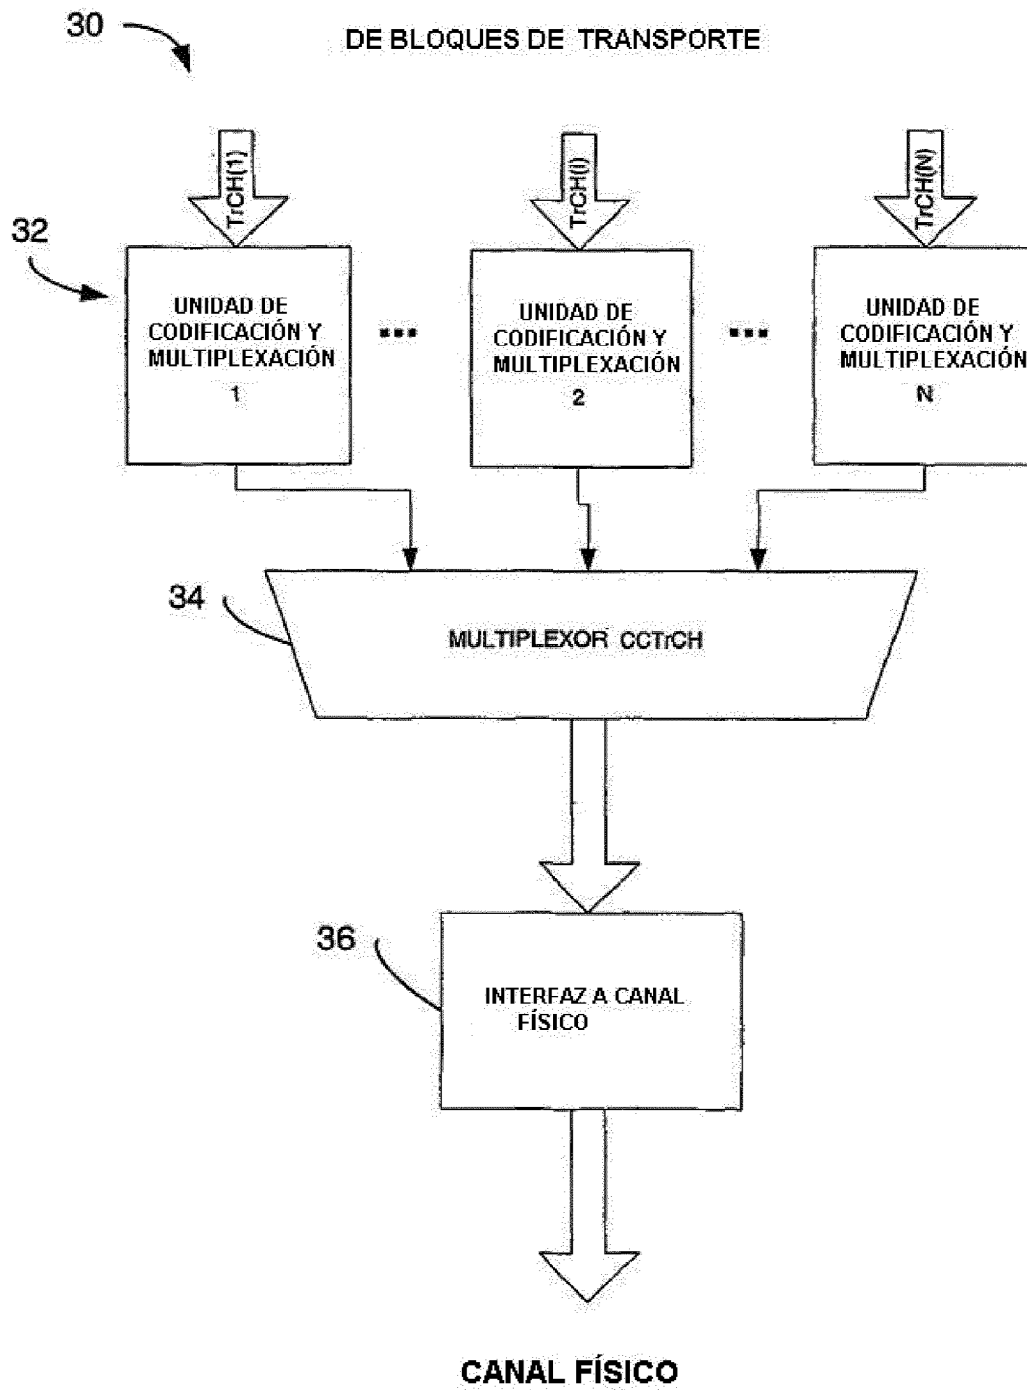 30
DE BLOQUES DE TRANSPORTE
TrCH(1)
TrCH(i)
TrCH(N)
32
UNIDAD DE
CODIFICACIÓN Y
MULTIPLEXACIÓN
1
...
UNIDAD DE
CODIFICACIÓN Y
MULTIPLEXACIÓN
2
...
UNIDAD DE
CODIFICACIÓN Y
MULTIPLEXACIÓN
N
34
MULTIPLEXOR CCTrCH
36
INTERFAZ A CANAL
FÍSICO
CANAL FÍSICO